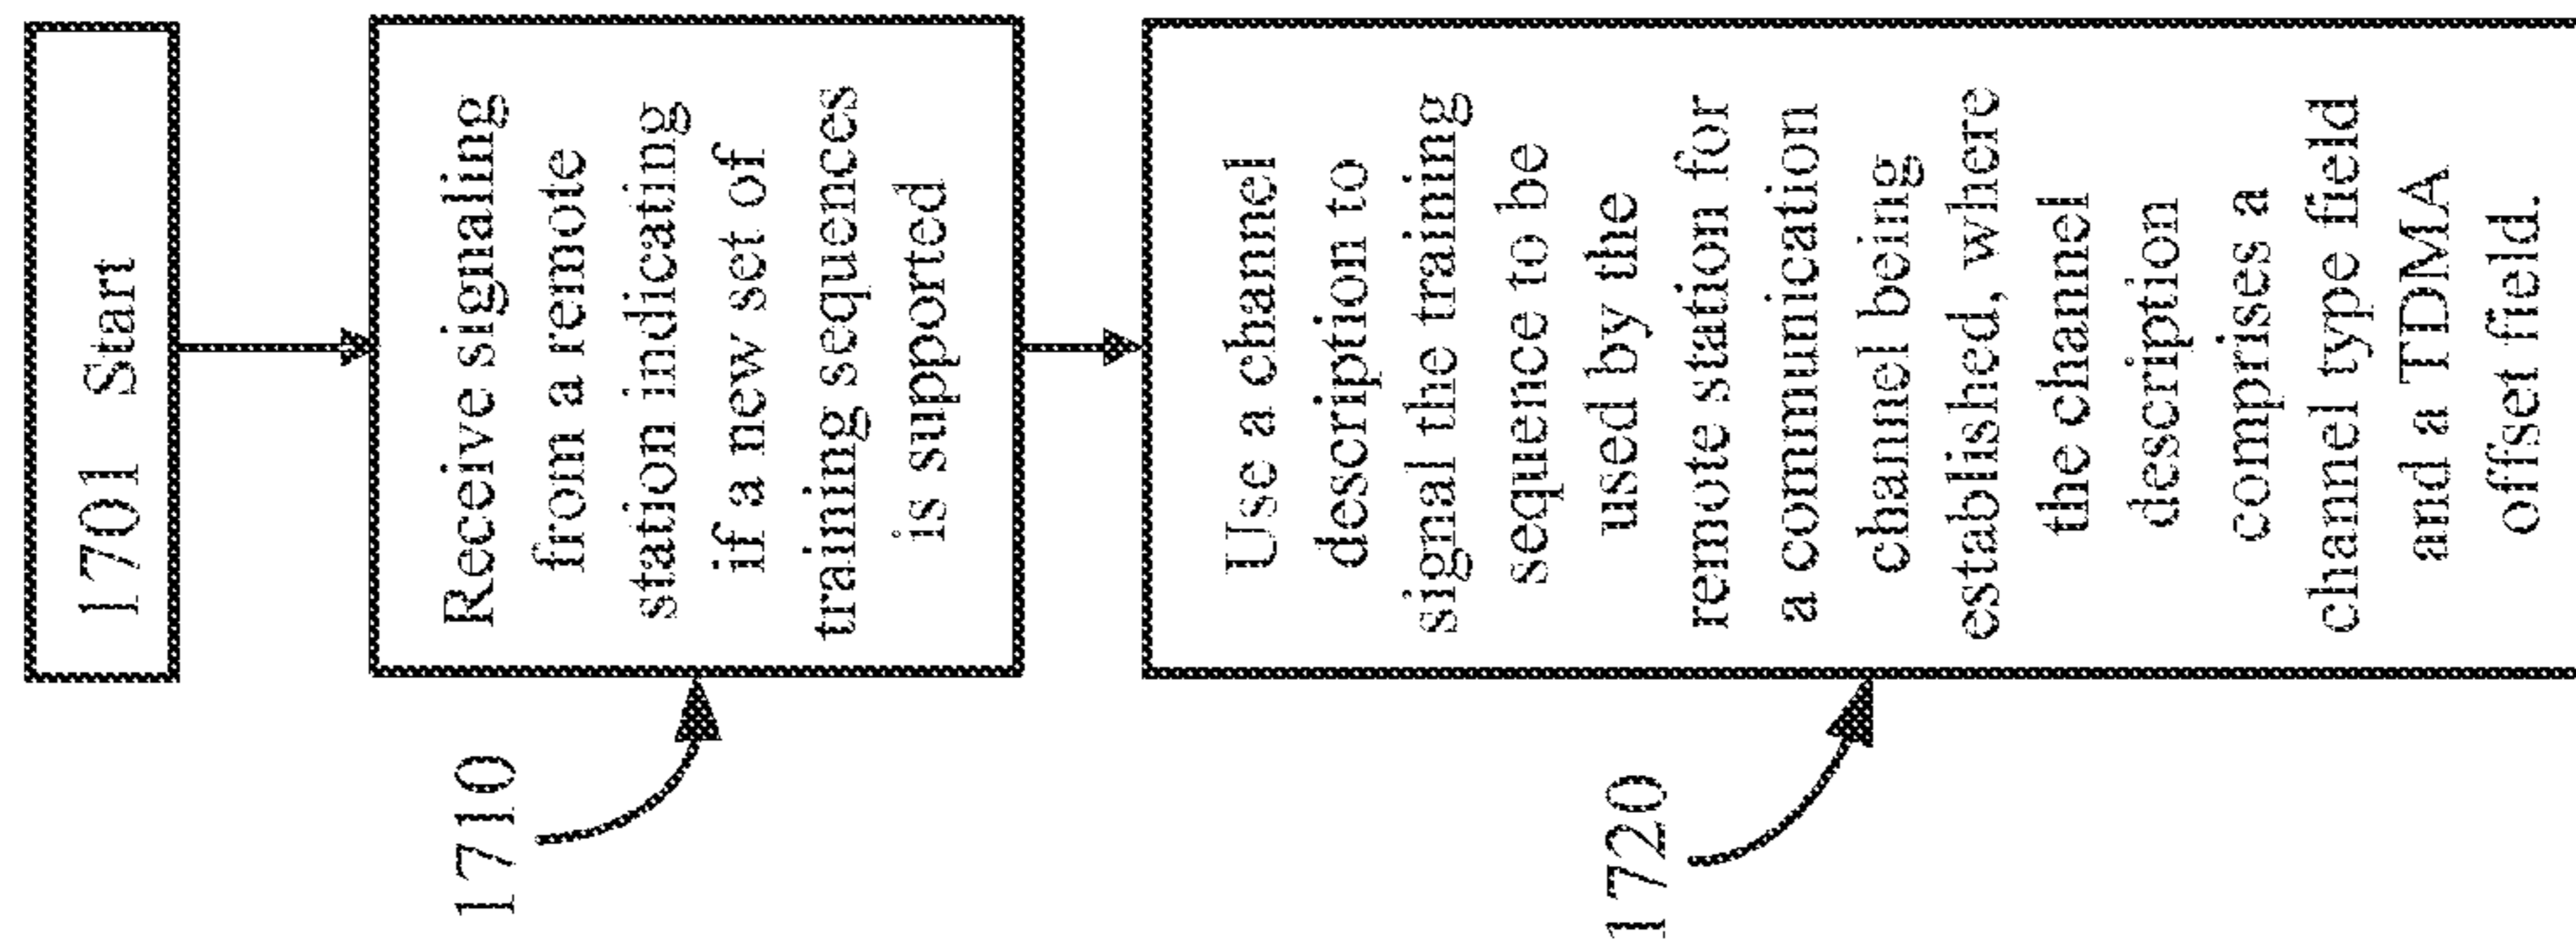 1701 Start
1710
Receive signaling
from a remote
station indicating
if a new set of
training sequences
is supported
1720
Use a channel
description to
signal the training
sequence to be
used by the
remote station for
a communication
channel being
established, where
the channel
description
comprises a
channel type field
and a TDMA
offset field.